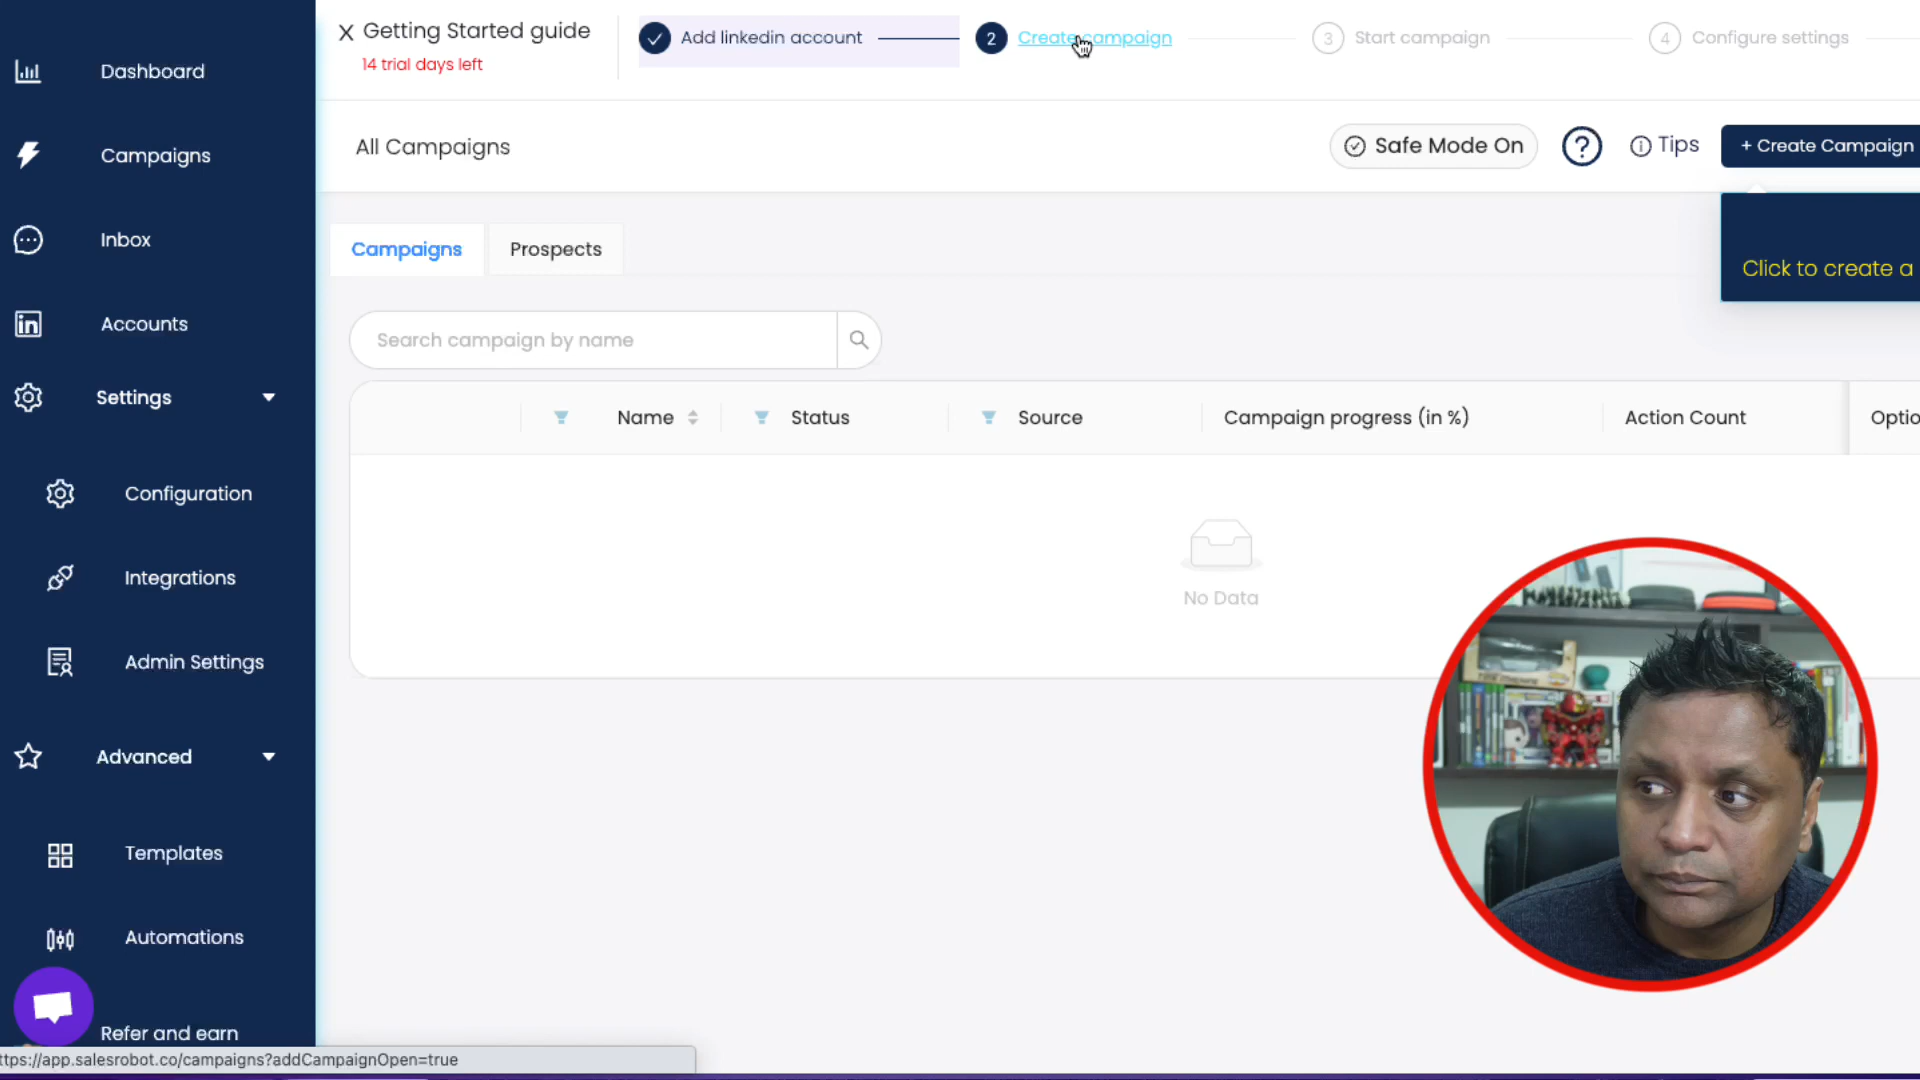 Getting Started guide
14 trial days left
Add linkedin account
2
Create campaign
3
Start campaign
4
Configure settings
Dashboard
Campaigns
Inbox
Accounts
Settings
Configuration
Integrations
Admin Settings
Advanced
Templates
Automations
Refer and earn
All Campaigns
Safe Mode On
?
Tips
+ Create Campaign
Click to create a
Campaigns
Prospects
Search campaign by name
Name
Status
Source
Campaign progress (in %)
Action Count
Optio
No Data
ttps://app.salesrobot.co/campaigns?addCampaignOpen=true